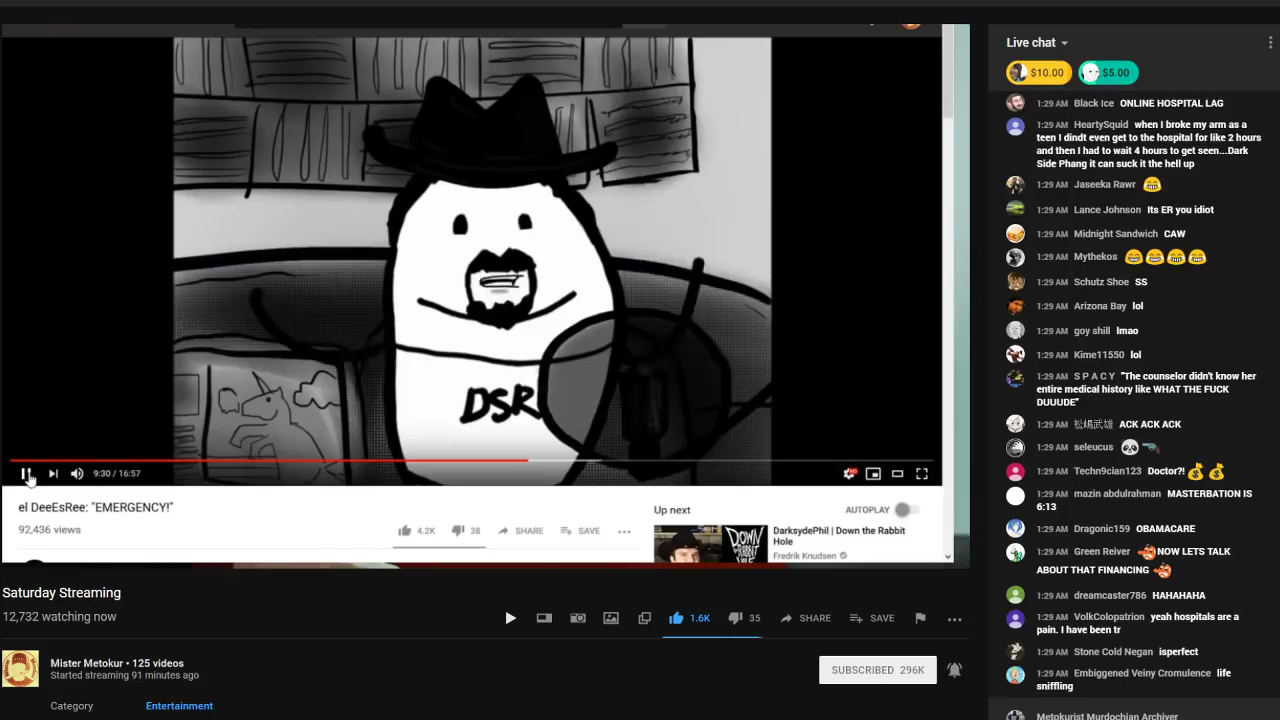 DSR
9:30 / 16:57
el DeeEsRee: "EMERGENCY!"
92,436 views
4.2K
38
SHARE
SAVE
Up next
AUTOPLAY
DarksydePhil | Down the Rabbit
Hole
Fredrik Knudsen
Saturday Streaming
12,732 watching now
1.6K
35
SHARE
SAVE
Mister Metokur • 125 videos
Started streaming 91 minutes ago
SUBSCRIBED 296K
Category
Entertainment
Live chat
$10.00
$5.00
1:29 AM Black Ice ONLINE HOSPITAL LAG
1:29 AM HeartySquid when I broke my arm as a
teen I dindt even get to the hospital for like 2 hours
and then I had to wait 4 hours to get seen...Dark
Side Phang it can suck it the hell up
1:29 AM Jaseeka Rawr 😂
1:29 AM Lance Johnson Its ER you idiot
1:29 AM Midnight Sandwich CAW
1:29 AM Mythekos 😂😂😂😂
1:29 AM Schutz Shoe SS
1:29 AM Arizona Bay lol
1:29 AM goy shill lmao
1:29 AM Kime11550 lol
1:29 AM S P A C Y "The counselor didn't know her
entire medical history like WHAT THE FUCK
DUUUDE"
1:29 AM 松嶋武雄 ACK ACK ACK
1:29 AM seleucus 🐼🔫
1:29 AM Techn9cian123 Doctor?!💰💰
1:29 AM mazin abdulrahman MASTERBATION IS
6:13
1:29 AM Dragonic159 OBAMACARE
1:29 AM Green Reiver NOW LETS TALK
ABOUT THAT FINANCING
1:29 AM dreamcaster786 HAHAHAHA
1:29 AM VolkColopatrion yeah hospitals are a
pain. I have been tr
1:29 AM Stone Cold Negan isperfect
1:29 AM Embiggened Veiny Cromulence life
sniffling
Metokurist Murdochian Archiver